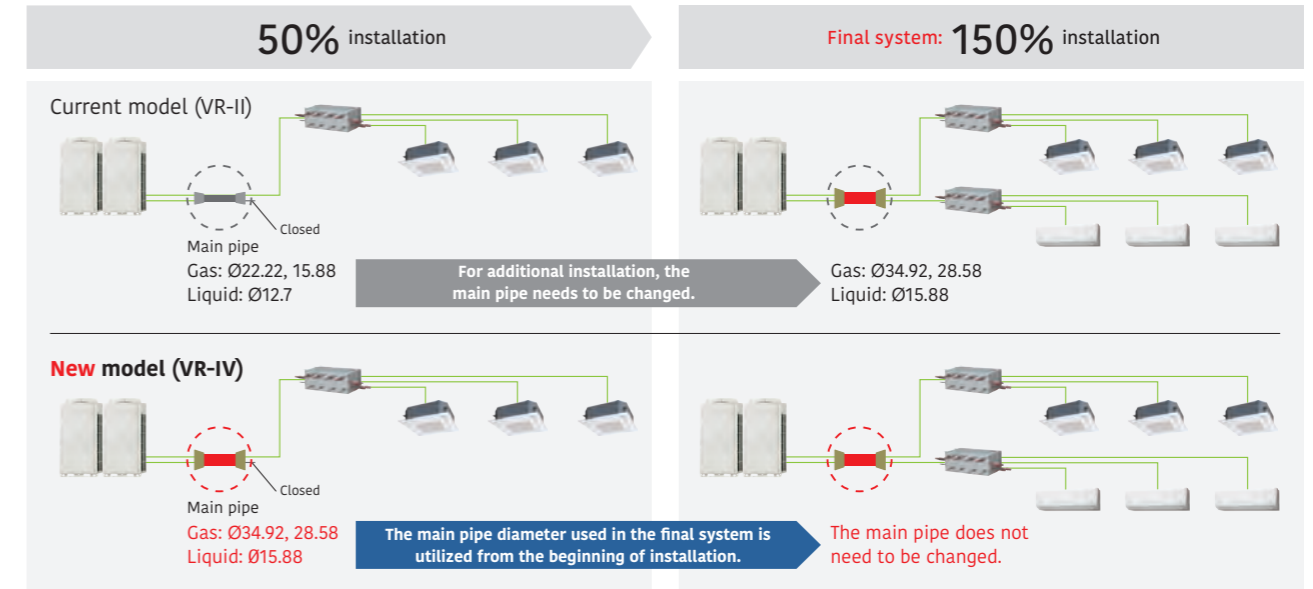 50% installation
Final system: 150% installation
Current model (VR-II)
Closed
Main pipe
Gas: Ø22.22, 15.88
Liquid: Ø12.7
For additional installation, the
main pipe needs to be changed.
Gas: Ø34.92, 28.58
Liquid: Ø15.88
New model (VR-IV)
Closed
Main pipe
Gas: Ø34.92, 28.58
Liquid: Ø15.88
The main pipe diameter used in the final system is
utilized from the beginning of installation.
The main pipe does not
need to be changed.